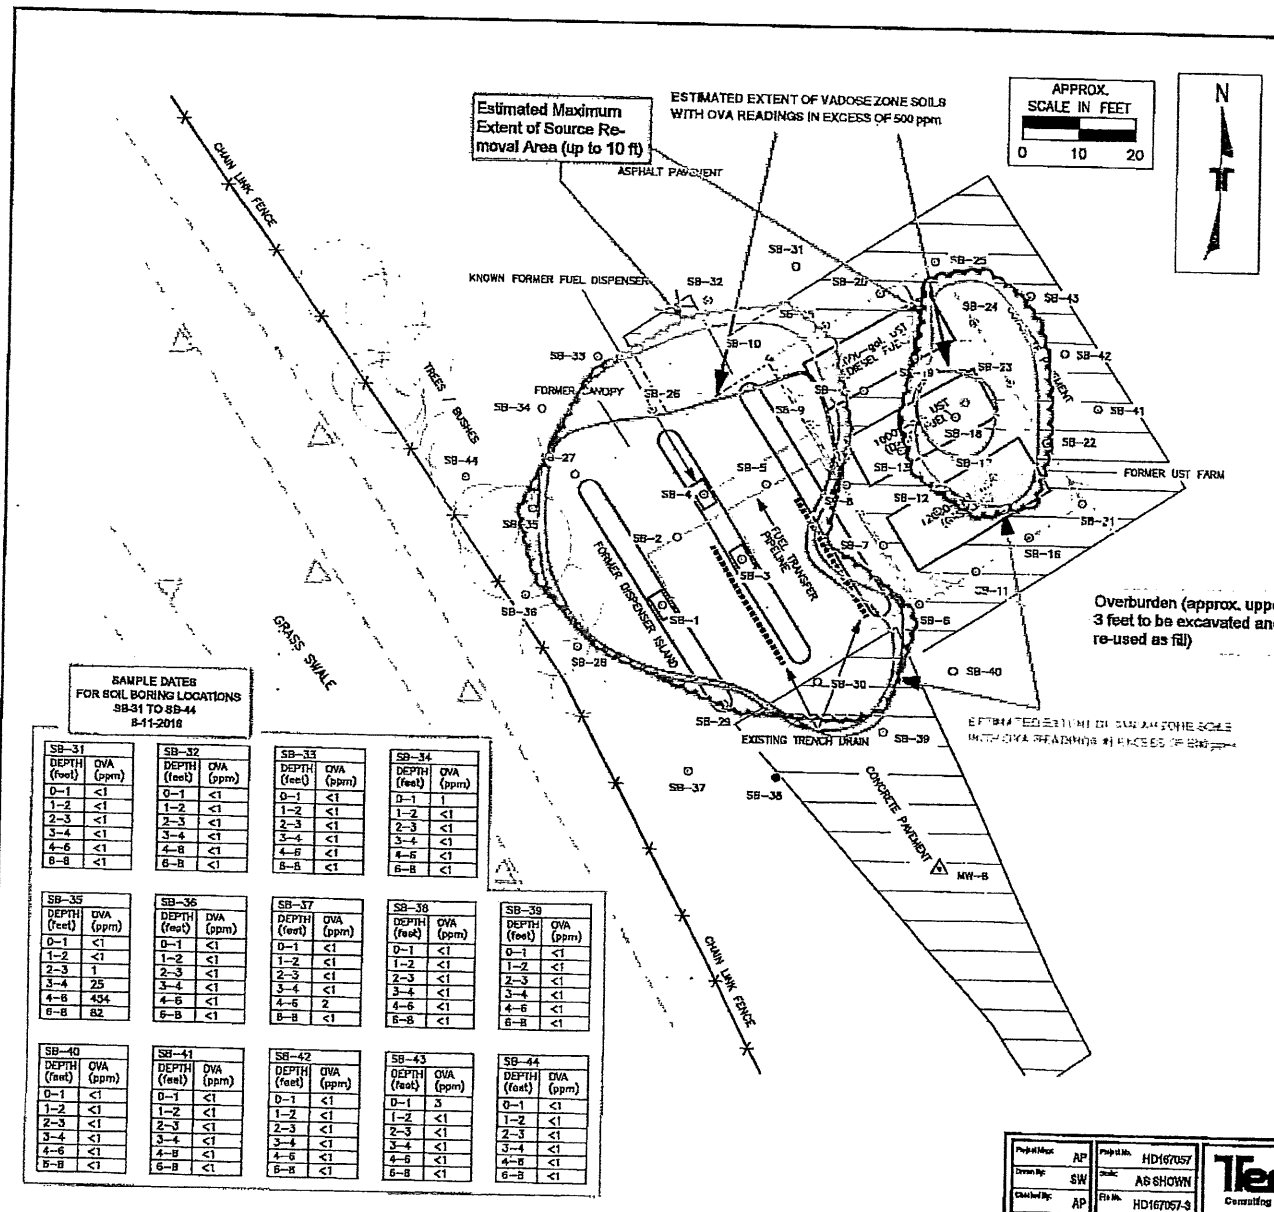 Estimated Maximum
Extent of Source Re-
moval Area (up to 10 ft)
ESTIMATED EXTENT OF VADOSE ZONE SOILS
WITH OVA READINGS IN EXCESS OF 500 ppm
APPROX.
SCALE IN FEET
0 10 20
N
ASPHALT PAVEMENT
CHAIN LINK FENCE
KNOWN FORMER FUEL DISPENSER
SB-31
SB-32
SB-25
SB-24
SB-43
SB-10
SB-33
SB-42
SB-23
FORMER CANOPY
TREES / BUSHES
SB-26
SB-34
SB-9
UST
SB-41
SB-18
SB-22
SB-44
SB-5
SB-4
SB-13
SB-17
SB-12
FORMER UST FARM
SB-35
SB-8
SB-21
SB-2
SB-7
SB-16
SB-3
FUEL TRANSFER
PIPELINE
SB-36
SB-1
SB-11
SB-6
FORMER DISPENSER ISLAND
SB-28
SB-30
SB-40
Overburden (approx. uppe
3 feet to be excavated an
re-used as fill)
GRASS SWALE
SB-29
EXISTING TRENCH DRAIN
SB-39
SB-37
SB-38
CONCRETE PAVEMENT
MW-8
CHAIN LINK FENCE
SAMPLE DATES
FOR SOIL BORING LOCATIONS
SB-31 TO SB-44
SB-31
DEPTH (feet) OVA (ppm)
0-1 <1
1-2 <1
2-3 <1
3-4 <1
4-6 <1
6-8 <1
SB-32
DEPTH (feet) OVA (ppm)
0-1 <1
1-2 <1
2-3 <1
3-4 <1
4-6 <1
6-8 <1
SB-33
DEPTH (feet) OVA (ppm)
0-1 <1
1-2 <1
2-3 <1
3-4 <1
4-6 <1
6-8 <1
SB-34
DEPTH (feet) OVA (ppm)
0-1 1
1-2 <1
2-3 <1
3-4 <1
4-6 <1
6-8 <1
SB-35
DEPTH (feet) OVA (ppm)
0-1 <1
1-2 <1
2-3 1
3-4 25
4-6 454
6-8 82
SB-36
DEPTH (feet) OVA (ppm)
0-1 <1
1-2 <1
2-3 <1
3-4 <1
4-6 <1
6-8 <1
SB-37
DEPTH (feet) OVA (ppm)
0-1 <1
1-2 <1
2-3 <1
3-4 <1
4-6 2
6-8 <1
SB-38
DEPTH (feet) OVA (ppm)
0-1 <1
1-2 <1
2-3 <1
3-4 <1
4-6 <1
6-8 <1
SB-39
DEPTH (feet) OVA (ppm)
0-1 <1
1-2 <1
2-3 <1
3-4 <1
4-6 <1
6-8 <1
SB-40
DEPTH (feet) OVA (ppm)
0-1 <1
1-2 <1
2-3 <1
3-4 <1
4-6 <1
6-8 <1
SB-41
DEPTH (feet) OVA (ppm)
0-1 <1
1-2 <1
2-3 <1
3-4 <1
4-6 <1
6-8 <1
SB-42
DEPTH (feet) OVA (ppm)
0-1 <1
1-2 <1
2-3 <1
3-4 <1
4-6 <1
6-8 <1
SB-43
DEPTH (feet) OVA (ppm)
0-1 3
1-2 <1
2-3 <1
3-4 <1
4-6 <1
6-8 <1
SB-44
DEPTH (feet) OVA (ppm)
0-1 <1
1-2 <1
2-3 <1
3-4 <1
4-6 <1
6-8 <1
AP Project No. HD167057
Drawn By: SW Scale: AS SHOWN
Checked By: AP File No. HD167057-3
Consulting